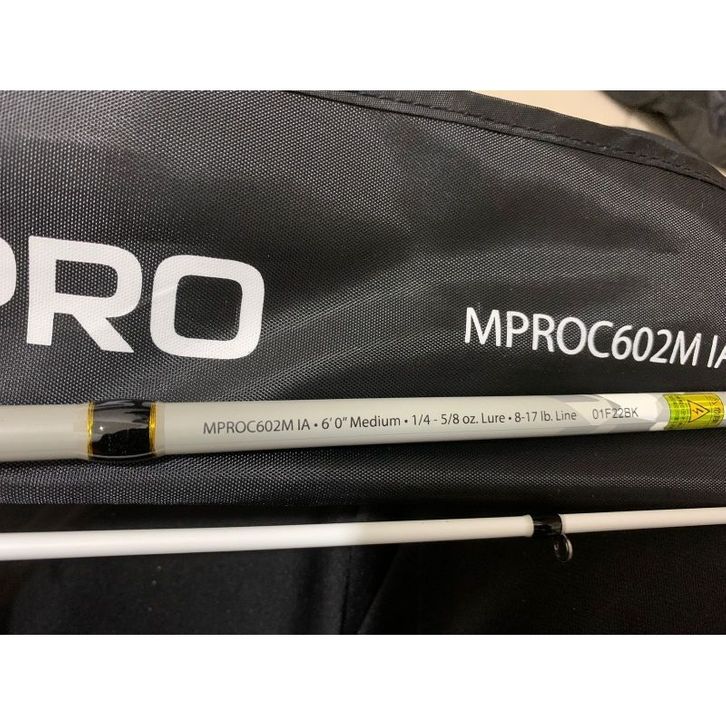 PRO
MPROC602M IA
MPROC602M IA • 6' 0" Medium • 1/4 - 5/8 oz. Lure • 8-17 lb. Line 01F22BK